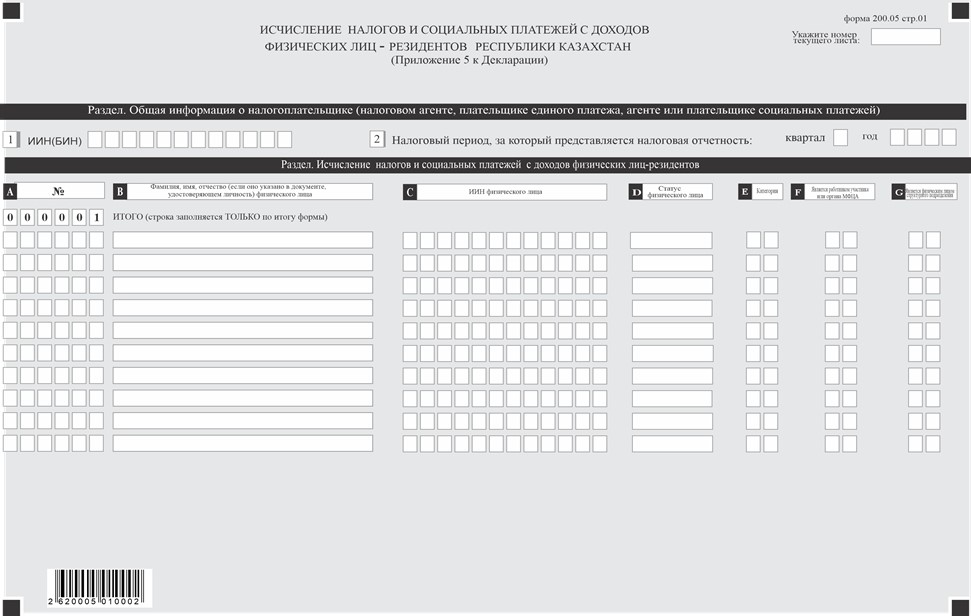 форма 200.05 стр.01
ИСЧИСЛЕНИЕ НАЛОГОВ И СОЦИАЛЬНЫХ ПЛАТЕЖЕЙ С ДОХОДОВ
ФИЗИЧЕСКИХ ЛИЦ - РЕЗИДЕНТОВ РЕСПУБЛИКИ КАЗАХСТАН
(Приложение 5 к Декларации)
Укажите номер
текущего листа:
Раздел. Общая информация о налогоплательщике (налоговом агенте, плательщике единого платежа, агенте или плательщике социальных платежей)
1 ИИН(БИН) 2 Налоговый период, за который представляется налоговая отчетность: квартал год
Раздел. Исчисление налогов и социальных платежей с доходов физических лиц-резидентов
A № B Фамилия, имя, отчество (если оно указано в документе, удостоверяющем личность) физического лица C ИИН физического лица D Статус физического лица E Категория F Является работником участника или органа МФЦА G Является физическим лицом структурного подразделения
0 0 0 0 0 1 ИТОГО (строка заполняется ТОЛЬКО по итогу формы)
2 620005 010002